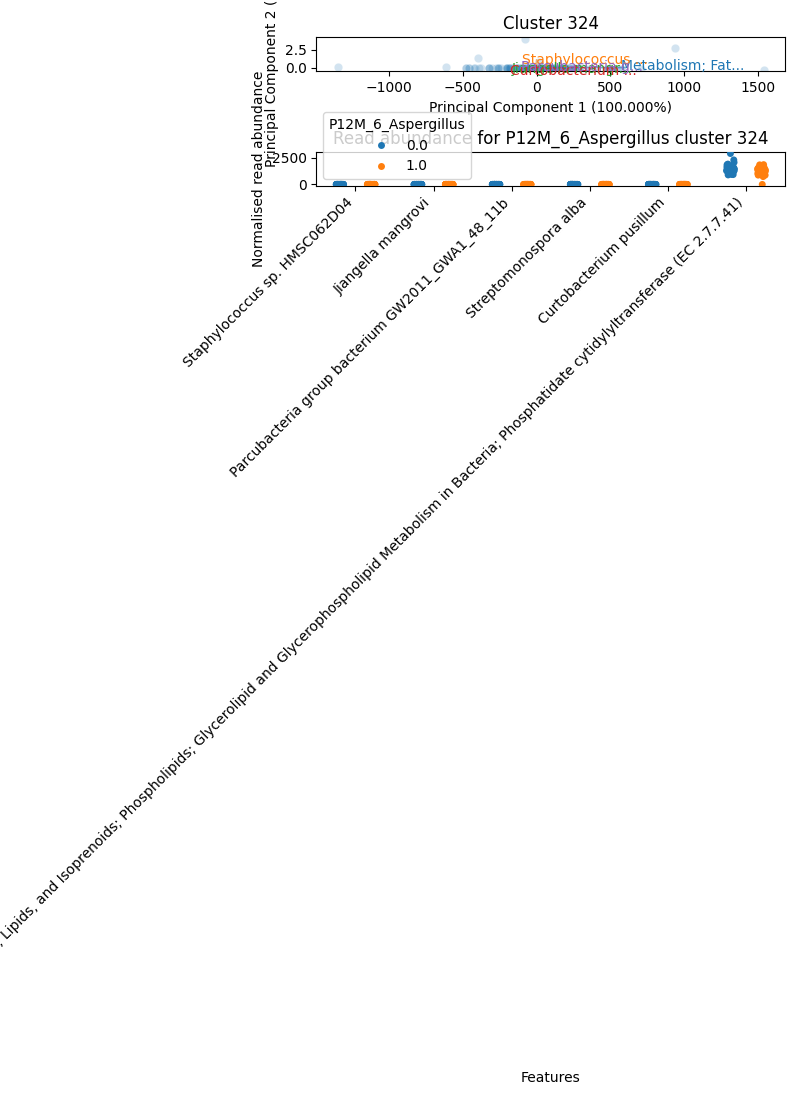 Cluster 324
Principal Component 2 (
2.5
0.0
Staphylococcus
Metabolism; Fat...
Curtobacterium ...
−1000 −500 0 500 1000 1500
Principal Component 1 (100.000%)
Read abundance for P12M_6_Aspergillus cluster 324
P12M_6_Aspergillus
0.0
1.0
Normalised read abundance
2500
0
Staphylococcus sp. HMSC062D04
Jiangella mangrovi
Parcubacteria group bacterium GW2011_GWA1_48_11b
Streptomonospora alba
Curtobacterium pusillum
, Lipids, and Isoprenoids; Phospholipids; Glycerolipid and Glycerophospholipid Metabolism in Bacteria; Phosphatidate cytidylyltransferase (EC 2.7.7.41)
Features